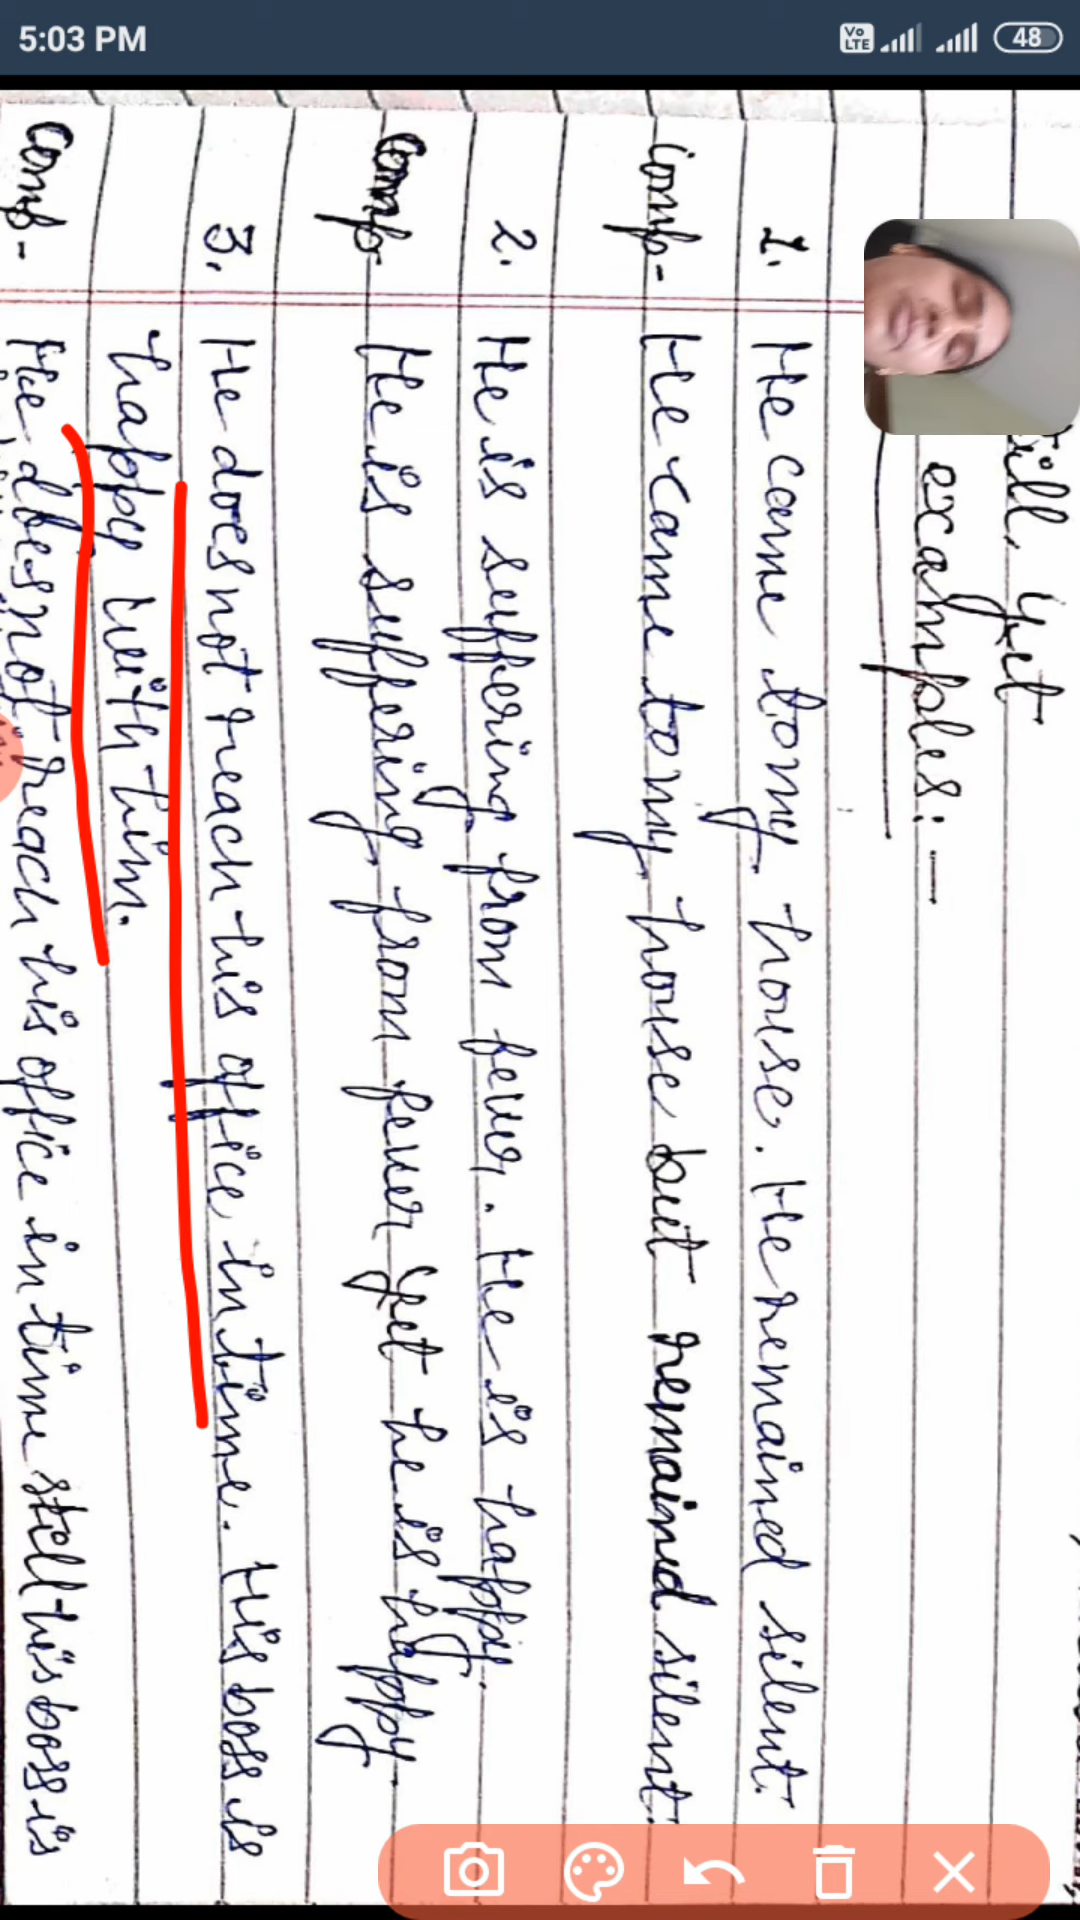 5:03 PM
Vo LTE
48
still, yet
examples:—
1. He came to my house. He remained silent.
comp- He came to my house but remained silent.
2. He is suffering from fever. He is happy.
comp- He is suffering from fever yet he is happy.
3. He does not reach his office in time. His boss is
happy with him.
comp- He does not reach his office in time still his boss is